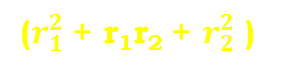 (r₁² + r₁r₂ + r₂² )